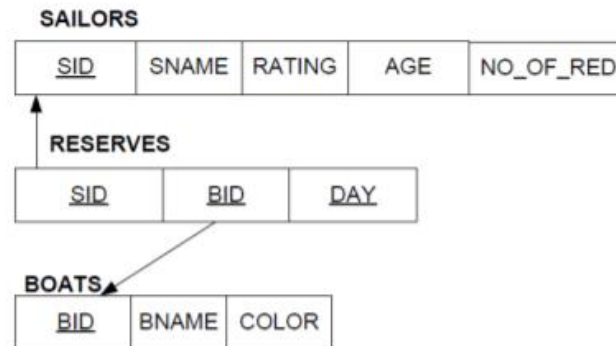 SAILORS
SID SNAME RATING AGE NO_OF_RED
RESERVES
SID BID DAY
BOATS
BID BNAME COLOR